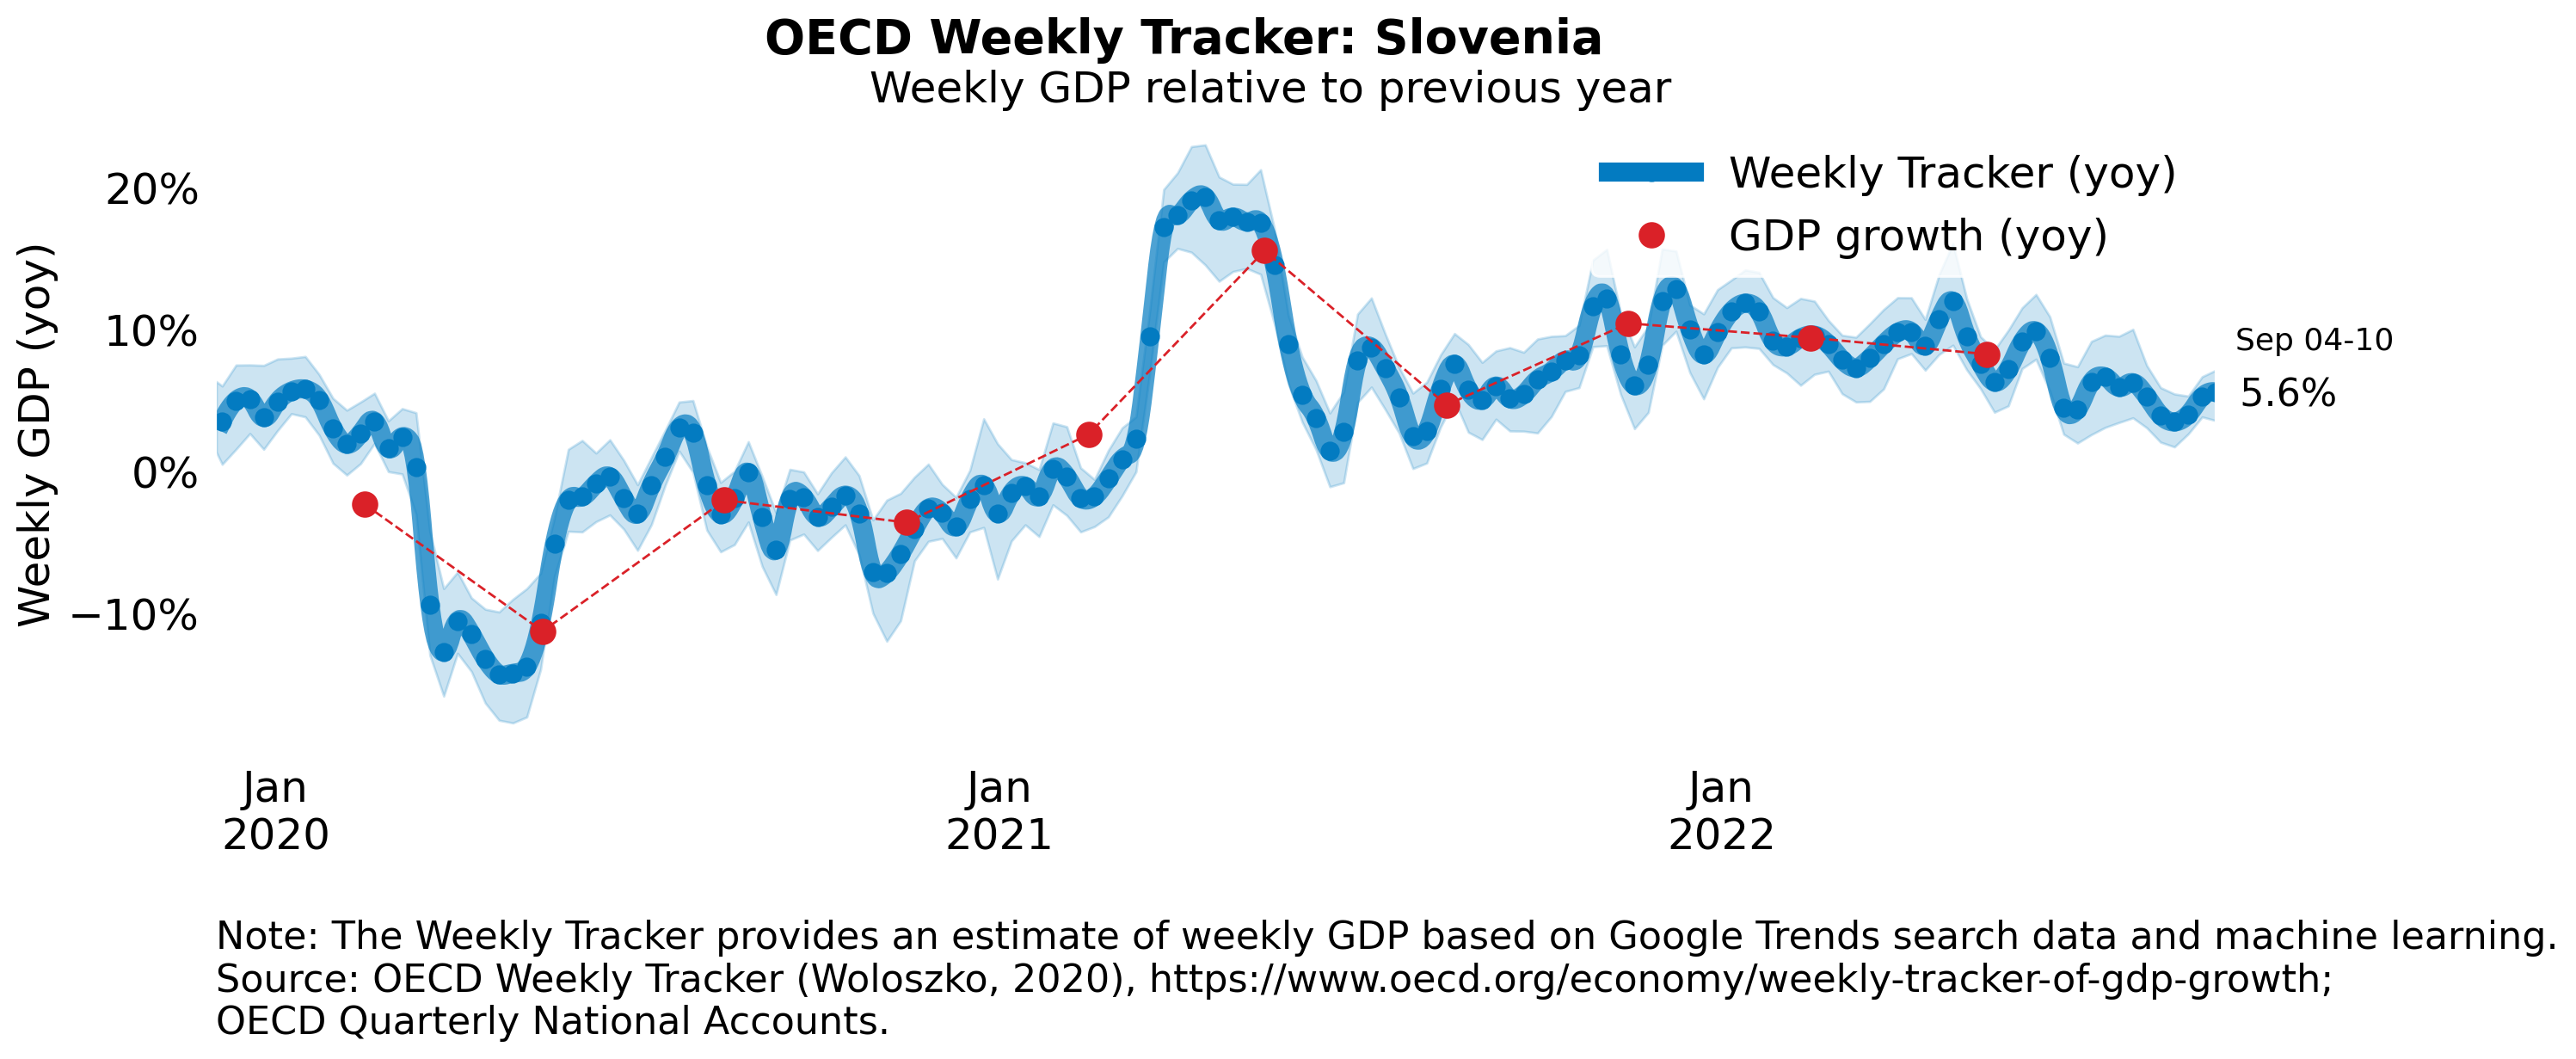 OECD Weekly Tracker: Slovenia
Weekly GDP relative to previous year
Weekly Tracker (yoy)
GDP growth (yoy)
Weekly GDP (yoy)
20%
10%
0%
−10%
Sep 04-10
5.6%
Jan
2020
Jan
2021
Jan
2022
Note: The Weekly Tracker provides an estimate of weekly GDP based on Google Trends search data and machine learning.
Source: OECD Weekly Tracker (Woloszko, 2020), https://www.oecd.org/economy/weekly-tracker-of-gdp-growth;
OECD Quarterly National Accounts.